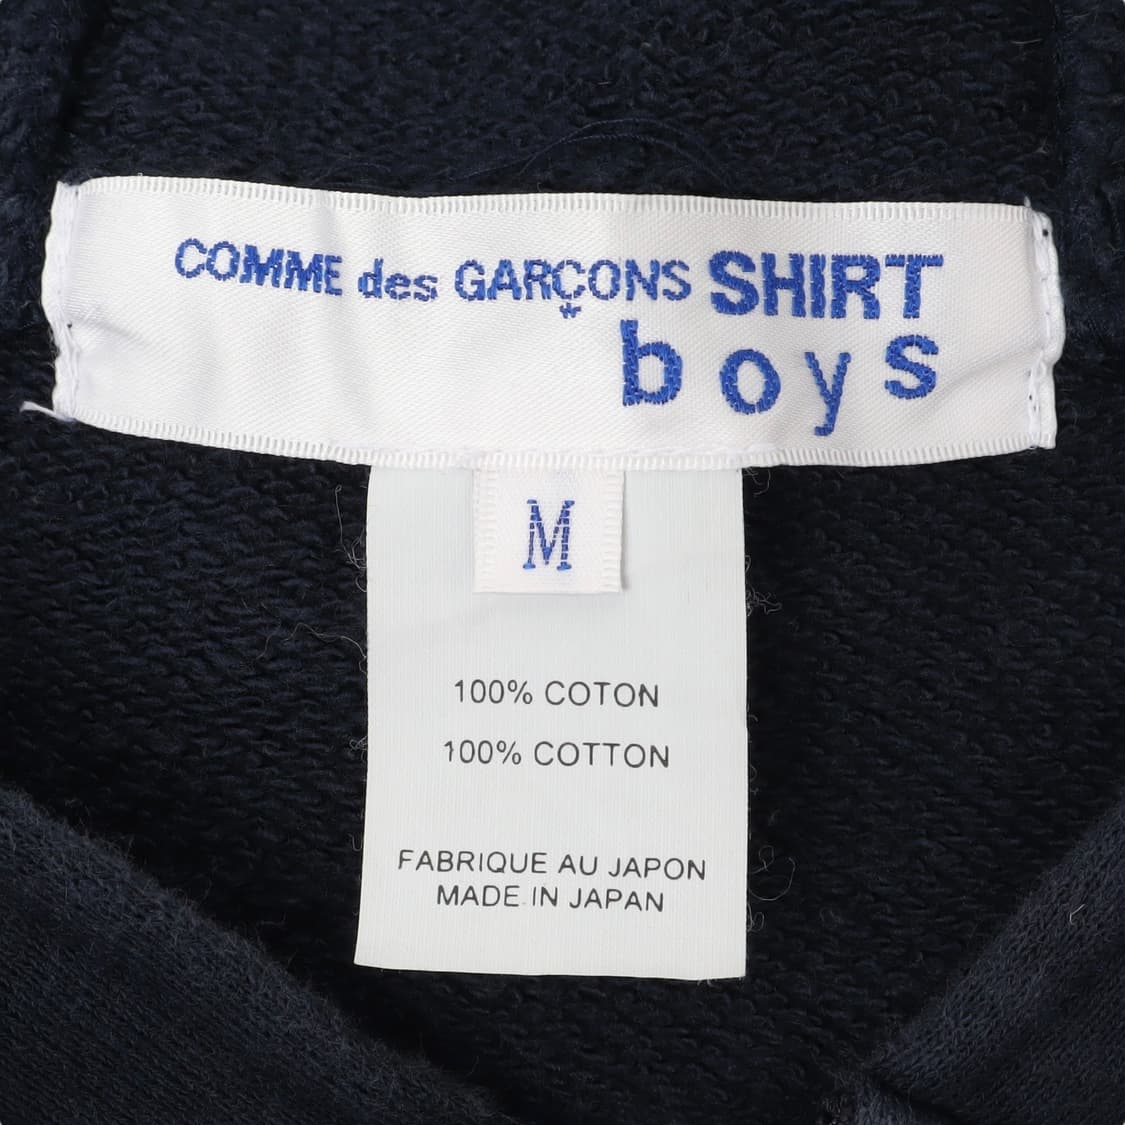 COMME des GARÇONS SHIRT
*
boys
M
100% COTON
100% COTTON
FABRIQUE AU JAPON
MADE IN JAPAN